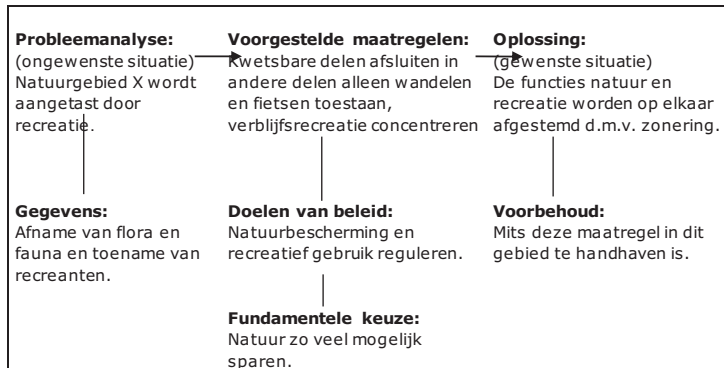 Probleemanalyse:
(ongewenste situatie)
Natuurgebied X wordt
aangetast door
recreatie.
Voorgestelde maatregelen:
Kwetsbare delen afsluiten in
andere delen alleen wandelen
en fietsen toestaan,
verblijfsrecreatie concentreren
Oplossing:
(gewenste situatie)
De functies natuur en
recreatie worden op elkaar
afgestemd d.m.v. zonering.
Gegevens:
Afname van flora en
fauna en toename van
recreanten.
Doelen van beleid:
Natuurbescherming en
recreatief gebruik reguleren.
Voorbehoud:
Mits deze maatregel in dit
gebied te handhaven is.
Fundamentele keuze:
Natuur zo veel mogelijk
sparen.